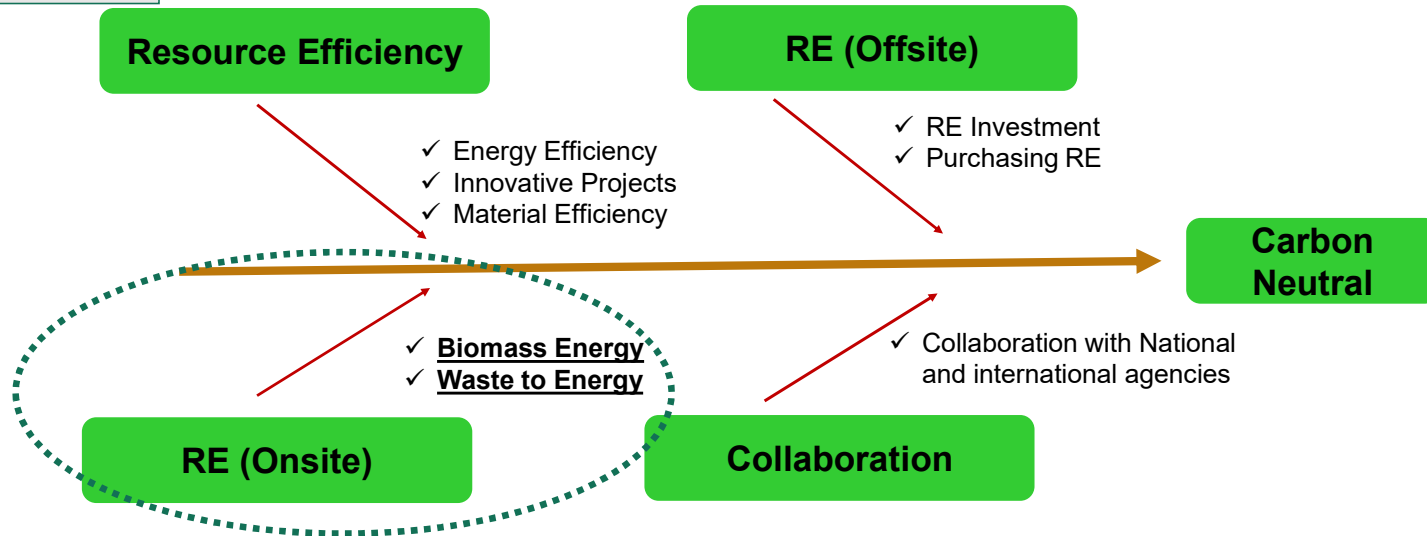 Resource Efficiency
RE (Offsite)
✓ Energy Efficiency
✓ Innovative Projects
✓ Material Efficiency
✓ RE Investment
✓ Purchasing RE
Carbon
Neutral
✓ Biomass Energy
✓ Waste to Energy
✓ Collaboration with National
and international agencies
RE (Onsite)
Collaboration